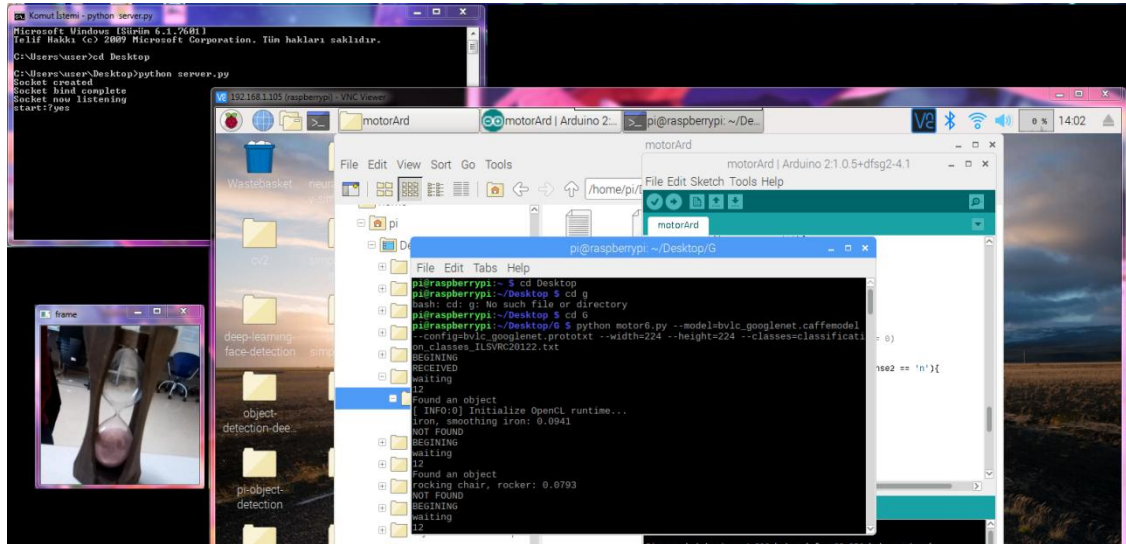 Komut İstemi - python server.py
Microsoft Windows [Sürüm 6.1.7601]
Telif Hakkı (c) 2009 Microsoft Corporation. Tüm hakları saklıdır.
C:\Users\user>cd Desktop
C:\Users\user\Desktop>python server.py
Socket created
Socket bind complete
Socket now listening
start:?yes
192.168.1.105 (raspberrypi) - VNC Viewer
motorArd
motorArd | Arduino 2:...
pi@raspberrypi: ~/De...
0 %
14:02
Wastebasket
cv2
deep-learning-
face-detection
object-
detection-dee...
pi-object-
detection
File Edit View Sort Go Tools
/home/pi/
pi
motorArd
motorArd | Arduino 2:1.0.5+dfsg2-4.1
File Edit Sketch Tools Help
motorArd
= 0)
nse2 == 'n'){
frame
pi@raspberrypi: ~/Desktop/G
File Edit Tabs Help
pi@raspberrypi:~ $ cd Desktop
pi@raspberrypi:~/Desktop $ cd g
bash: cd: g: No such file or directory
pi@raspberrypi:~/Desktop $ cd G
pi@raspberrypi:~/Desktop/G $ python motor6.py --model=bvlc_googlenet.caffemodel
--config=bvlc_googlenet.prototxt --width=224 --height=224 --classes=classificati
on_classes_ILSVRC20122.txt
BEGINING
RECEIVED
waiting
12
Found an object
[ INFO:0] Initialize OpenCL runtime...
iron, smoothing iron: 0.0941
NOT FOUND
BEGINING
waiting
12
Found an object
rocking chair, rocker: 0.0793
NOT FOUND
BEGINING
waiting
12